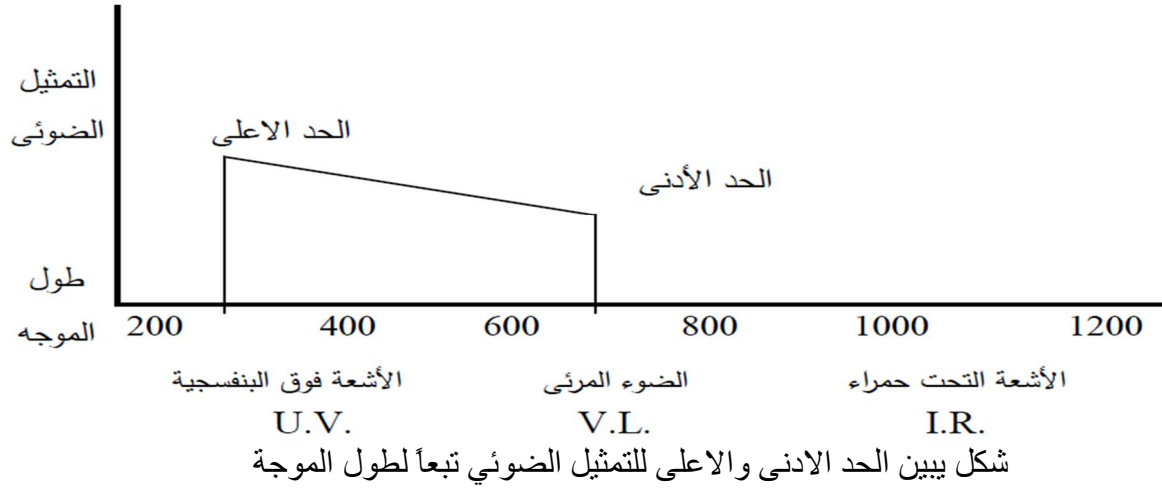 التمثيل
الضوئى
الحد الاعلى
الحد الأدنى
طول
الموجه
200 400 600 800 1000 1200
الأشعة فوق البنفسجية الضوء المرئى الأشعة التحت حمراء
U.V. V.L. I.R.
شكل يبين الحد الادنى والاعلى للتمثيل الضوئي تبعاً لطول الموجة